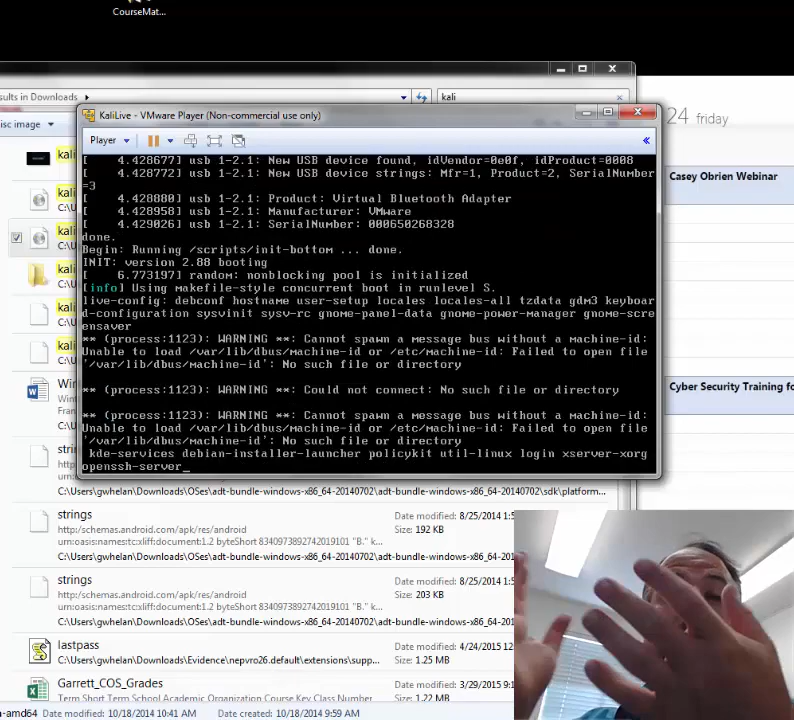 CourseMat...
sults in Downloads
kali
isc image
24 friday
Casey Obrien Webinar
Cyber Security Training fo
KaliLive - VMware Player (Non-commercial use only)
Player
[    4.428677] usb 1-2.1: New USB device found, idVendor=0e0f, idProduct=0008
[    4.428772] usb 1-2.1: New USB device strings: Mfr=1, Product=2, SerialNumber
=3
[    4.428880] usb 1-2.1: Product: Virtual Bluetooth Adapter
[    4.428958] usb 1-2.1: Manufacturer: VMware
[    4.429026] usb 1-2.1: SerialNumber: 000650268328
done.
Begin: Running /scripts/init-bottom ... done.
INIT: version 2.88 booting
[    6.773197] random: nonblocking pool is initialized
[info] Using makefile-style concurrent boot in runlevel S.
live-config: debconf hostname user-setup locales locales-all tzdata gdm3 keyboar
d-configuration sysvinit sysv-rc gnome-panel-data gnome-power-manager gnome-scre
ensaver
** (process:1123): WARNING **: Cannot spawn a message bus without a machine-id:
Unable to load /var/lib/dbus/machine-id or /etc/machine-id: Failed to open file
'/var/lib/dbus/machine-id': No such file or directory
** (process:1123): WARNING **: Could not connect: No such file or directory
** (process:1123): WARNING **: Cannot spawn a message bus without a machine-id:
Unable to load /var/lib/dbus/machine-id or /etc/machine-id: Failed to open file
'/var/lib/dbus/machine-id': No such file or directory
kde-services debian-installer-launcher policykit util-linux login xserver-xorg
openssh-server_
kali
C:\U
kali
C:\U
kali
C:\U
kali
C:\U
kali
C:\U
Win
Fran
strin
http:
urn:o
C:\Users\gwhelan\Downloads\OSes\adt-bundle-windows-x86_64-20140702\adt-bundle-windows-x86_64-20140702\sdk\platform...
strings
http:/schemas.android.com/apk/res/android
urn:oasis:names:tc:xliff:document:1.2 byteShort 8340973842019101 "B." k...
C:\Users\gwhelan\Downloads\OSes\adt-bundle-windows-x86_64-20140702\adt-bundle-wi
Date modified: 8/25/2014 1:5
Size: 192 KB
strings
http:/schemas.android.com/apk/res/android
urn:oasis:names:tc:xliff:document:1.2 byteShort 8340973842019101 "B." k...
C:\Users\gwhelan\Downloads\OSes\adt-bundle-windows-x86_64-20140702\adt-bundle-wi
Date modified: 8/25/2014 1:5
Size: 203 KB
lastpass
C:\Users\gwhelan\Downloads\Evidence\nepvro26.default\extensions\supp...
Date modified: 4/24/2015 12:
Size: 1.25 MB
Garrett_COS_Grades
Term Short Term School Academic Organization Course Key Class Number
Date modified: 3/29/2015 9:
Size: 1.22 MB
n-amd64 Date modified: 10/18/2014 10:41 AM Date created: 10/18/2014 9:59 AM